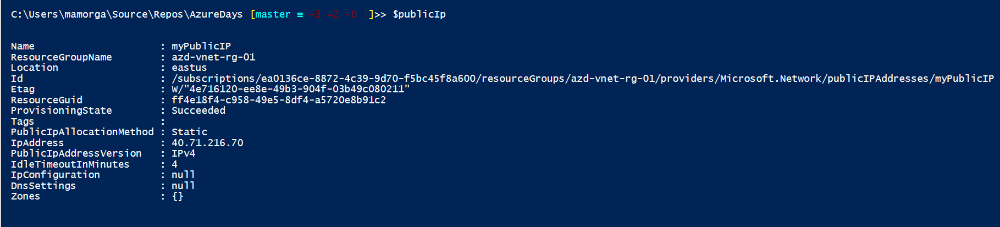 C:\Users\mamorga\Source\Repos\AzureDays [master ≡ +5 ~2 -0 !]>> $publicIp
Name                     : myPublicIP
ResourceGroupName        : azd-vnet-rg-01
Location                 : eastus
Id                       : /subscriptions/ea0136ce-8872-4c39-9d70-f5bc45f8a600/resourceGroups/azd-vnet-rg-01/providers/Microsoft.Network/publicIPAddresses/myPublicIP
Etag                     : W/"4e716120-ee8e-49b3-904f-03b49c080211"
ResourceGuid             : ff4e18f4-c958-49e5-8df4-a5720e8b91c2
ProvisioningState        : Succeeded
Tags                     :
PublicIpAllocationMethod : Static
IpAddress                : 40.71.216.70
PublicIpAddressVersion   : IPv4
IdleTimeoutInMinutes     : 4
IpConfiguration          : null
DnsSettings              : null
Zones                    : {}